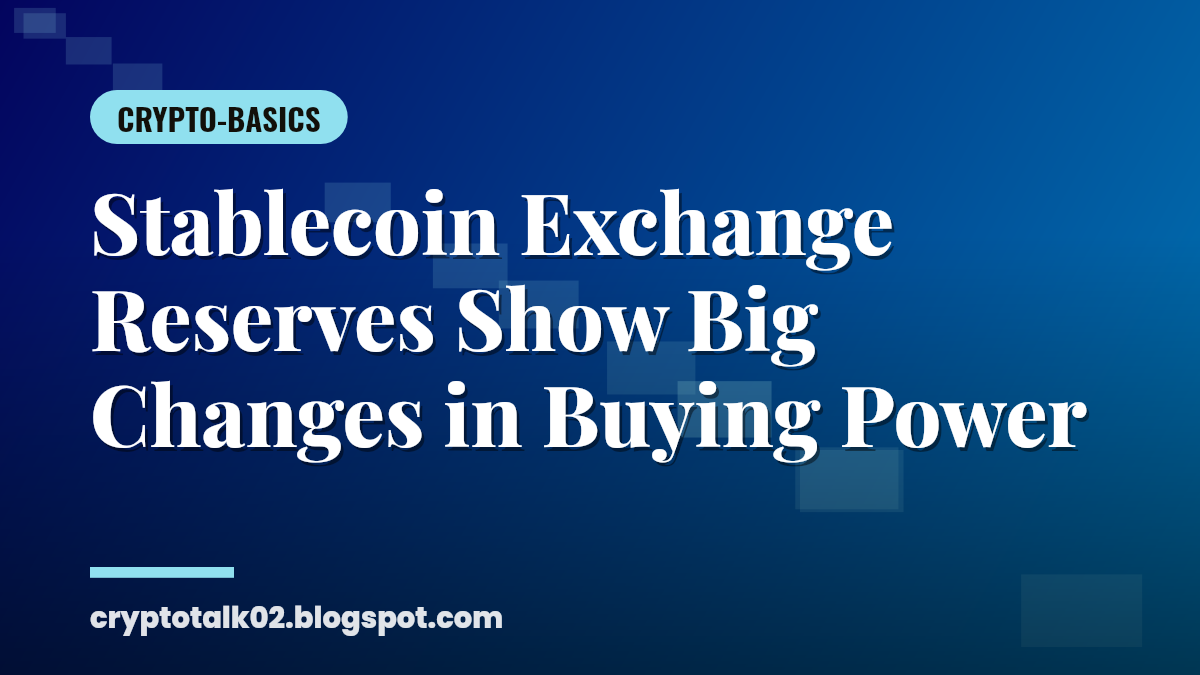 CRYPTO-BASICS
Stablecoin Exchange
Reserves Show Big
Changes in Buying Power
cryptotalk02.blogspot.com